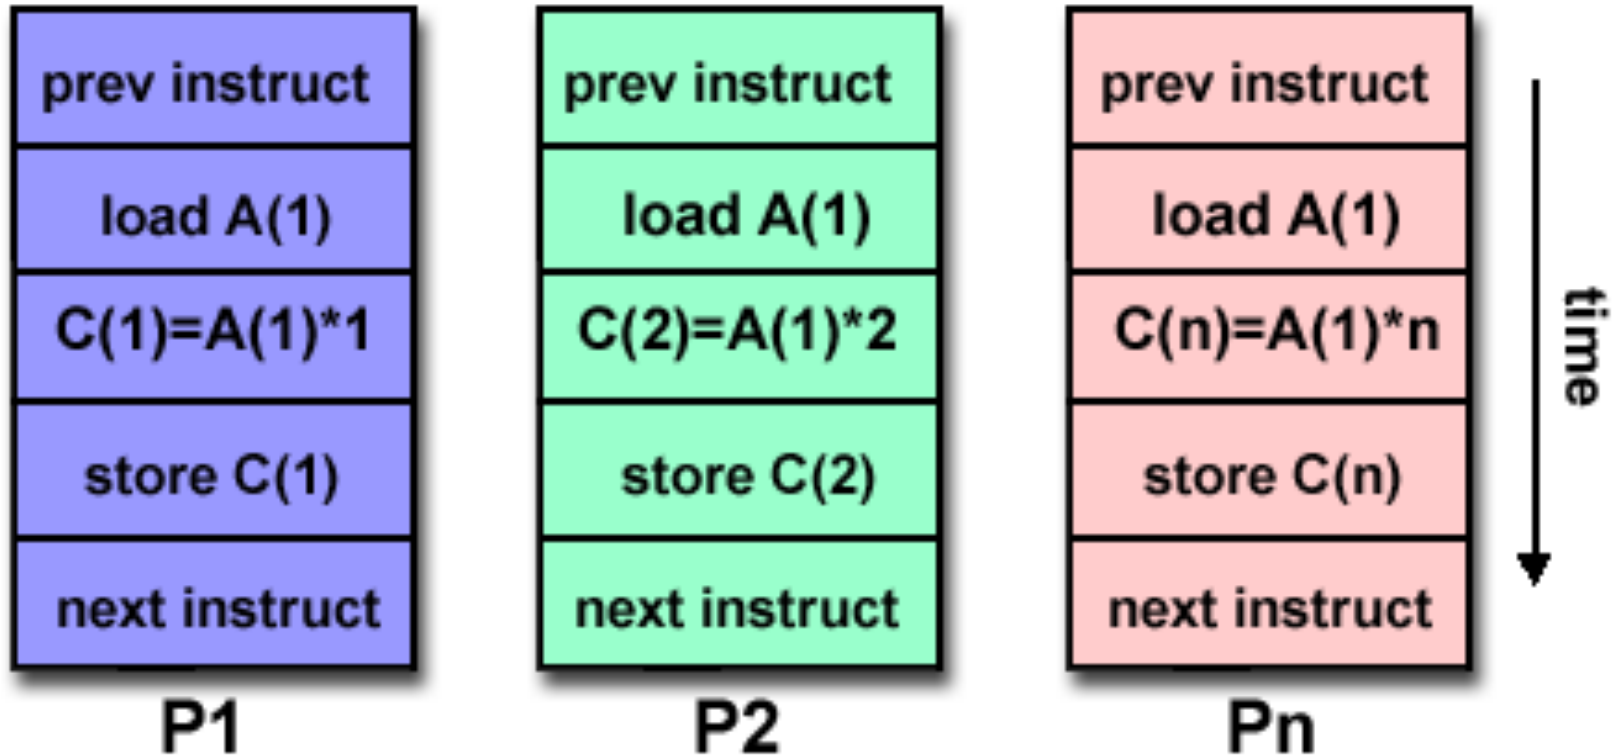 prev instruct
load A(1)
C(1)=A(1)*1
store C(1)
next instruct
P1
prev instruct
load A(1)
C(2)=A(1)*2
store C(2)
next instruct
P2
prev instruct
load A(1)
C(n)=A(1)*n
store C(n)
next instruct
Pn
time